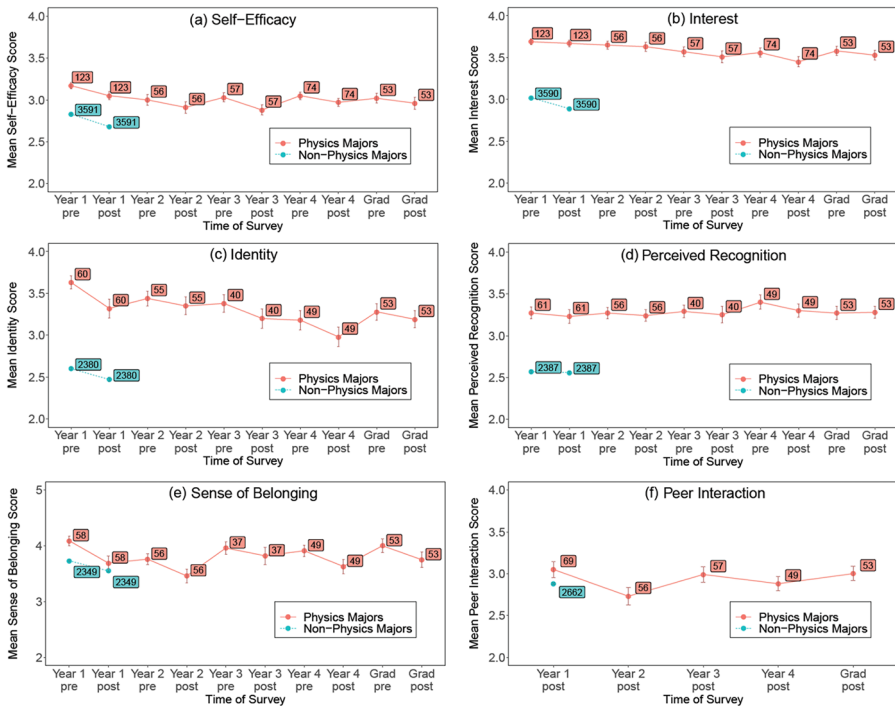 (a) Self−Efficacy
Mean Self−Efficacy Score
4.0
3.5
3.0
2.5
2.0
123
123
56
56
57
57
74
74
53
53
3591
3591
Physics Majors
Non−Physics Majors
Year 1 pre
Year 1 post
Year 2 pre
Year 2 post
Year 3 pre
Year 3 post
Year 4 pre
Year 4 post
Grad pre
Grad post
Time of Survey
(b) Interest
Mean Interest Score
4.0
3.5
3.0
2.5
2.0
123
123
56
56
57
57
74
74
53
53
3590
3590
Physics Majors
Non−Physics Majors
Year 1 pre
Year 1 post
Year 2 pre
Year 2 post
Year 3 pre
Year 3 post
Year 4 pre
Year 4 post
Grad pre
Grad post
Time of Survey
(c) Identity
Mean Identity Score
4.0
3.5
3.0
2.5
2.0
60
60
55
55
40
40
49
49
53
53
2380
2380
Physics Majors
Non−Physics Majors
Year 1 pre
Year 1 post
Year 2 pre
Year 2 post
Year 3 pre
Year 3 post
Year 4 pre
Year 4 post
Grad pre
Grad post
Time of Survey
(d) Perceived Recognition
Mean Perceived Recognition Score
4.0
3.5
3.0
2.5
2.0
61
61
56
56
40
40
49
49
53
53
2387
2387
Physics Majors
Non−Physics Majors
Year 1 pre
Year 1 post
Year 2 pre
Year 2 post
Year 3 pre
Year 3 post
Year 4 pre
Year 4 post
Grad pre
Grad post
Time of Survey
(e) Sense of Belonging
Mean Sense of Belonging Score
5
4
3
2
58
58
56
56
37
37
49
49
53
53
2349
2349
Physics Majors
Non−Physics Majors
Year 1 pre
Year 1 post
Year 2 pre
Year 2 post
Year 3 pre
Year 3 post
Year 4 pre
Year 4 post
Grad pre
Grad post
Time of Survey
(f) Peer Interaction
Mean Peer Interaction Score
4.0
3.5
3.0
2.5
2.0
69
56
57
49
53
2662
Physics Majors
Non−Physics Majors
Year 1 post
Year 2 post
Year 3 post
Year 4 post
Grad post
Time of Survey